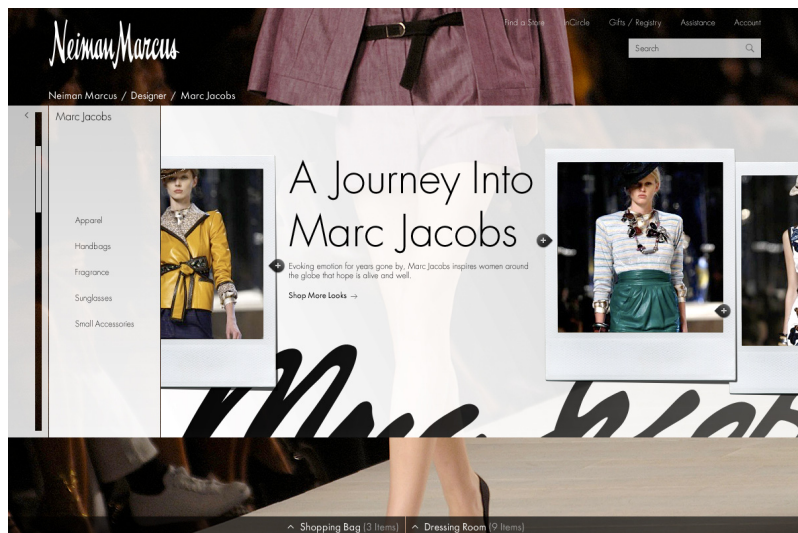 Find a Store InCircle Gifts / Registry Assistance Account
Neiman Marcus
Search
Neiman Marcus / Designer / Marc Jacobs
Marc Jacobs
Apparel
Handbags
Fragrance
Sunglasses
Small Accessories
A Journey Into
Marc Jacobs
Evoking emotion for years gone by, Marc Jacobs inspires women around
the globe that hope is alive and well.
Shop More Looks →
Shopping Bag (3 Items) Dressing Room (9 Items)